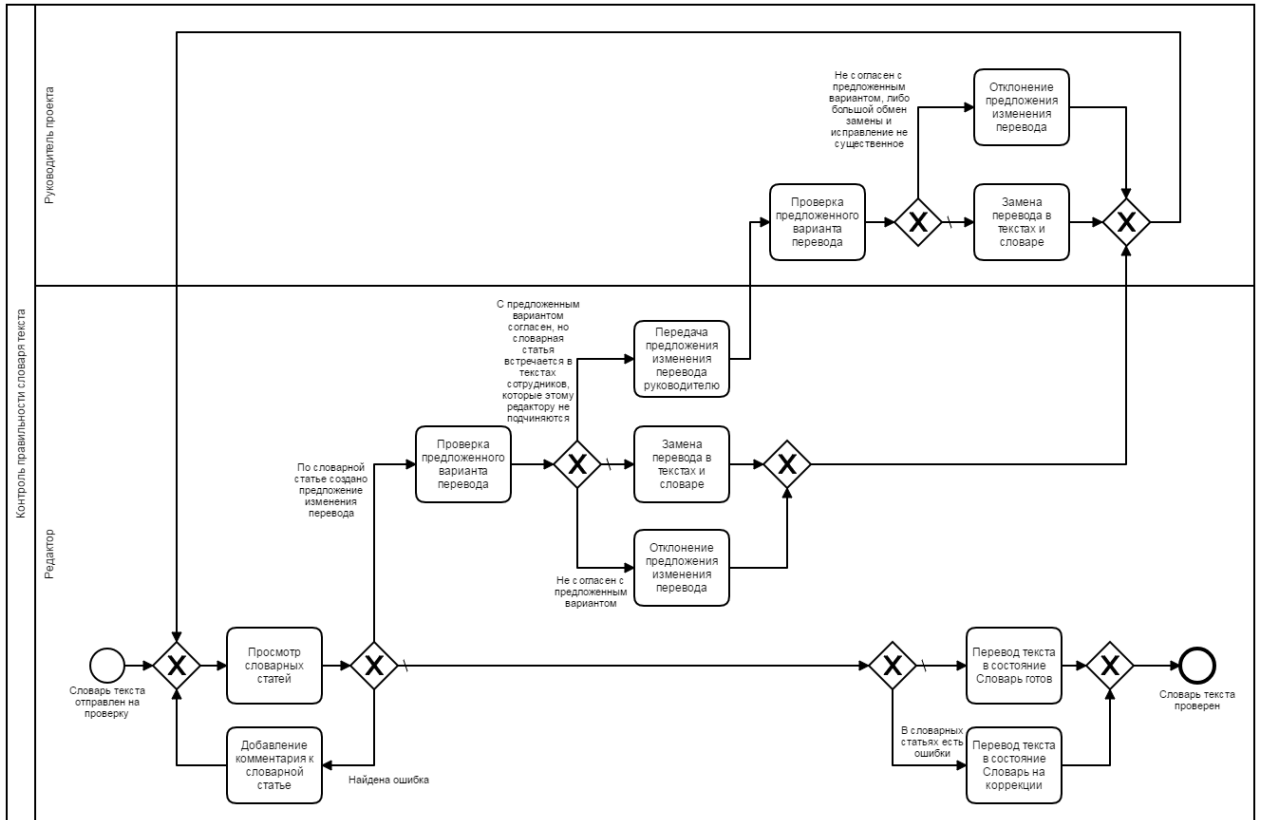 Контроль правильности словаря текста
Руководитель проекта
Не согласен с
предложенным
вариантом, либо
большой обмен
замены и
исправление не
существенное
Отклонение
предложения
изменения
перевода
Проверка
предложенного
варианта
перевода
Замена
перевода в
текстах и
словаре
Редактор
С предложенным
вариантом
согласен, но
словарная
статья
встречается в
текстах
сотрудников,
которые этому
редактору не
подчиняются
Передача
предложения
изменения
перевода
руководителю
По словарной
статье создано
предложение
изменения
перевода
Проверка
предложенного
варианта
перевода
Замена
перевода в
текстах и
словаре
Не согласен с
предложенным
вариантом
Отклонение
предложения
изменения
перевода
Словарь текста
отправлен на
проверку
Просмотр
словарных
статей
Добавление
комментария к
словарной
статье
Найдена ошибка
Перевод текста
в состояние
Словарь готов
В словарных
статьях есть
ошибки
Перевод текста
в состояние
Словарь на
коррекции
Словарь текста
проверен